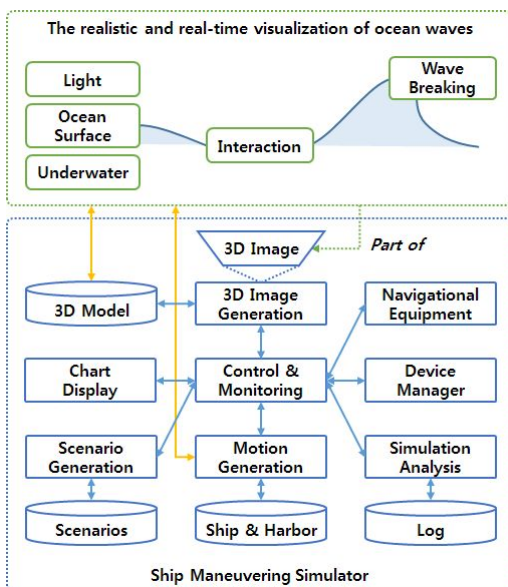 The realistic and real-time visualization of ocean waves
Light
Ocean
Surface
Underwater
Interaction
Wave
Breaking
3D Image
Part of
3D Model
3D Image
Generation
Navigational
Equipment
Chart
Display
Control &
Monitoring
Device
Manager
Scenario
Generation
Motion
Generation
Simulation
Analysis
Scenarios
Ship & Harbor
Log
Ship Maneuvering Simulator